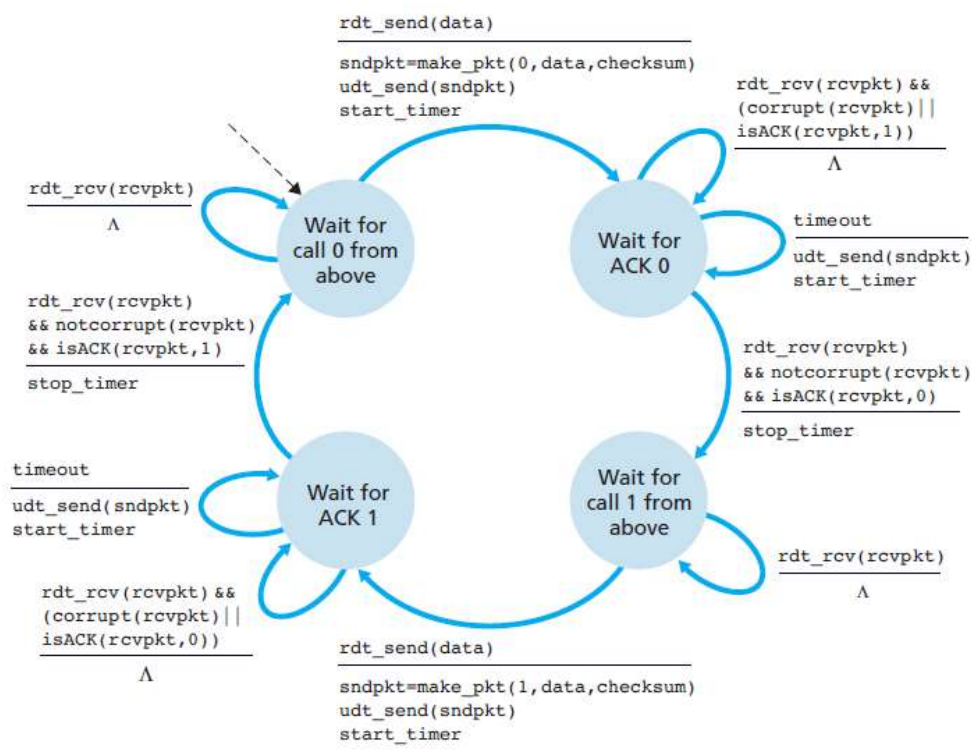 rdt_send(data)
sndpkt=make_pkt(0,data,checksum)
udt_send(sndpkt)
start_timer
rdt_rcv(rcvpkt) &&
(corrupt(rcvpkt)||
isACK(rcvpkt,1))
Λ
rdt_rcv(rcvpkt)
Λ
Wait for
call 0 from
above
Wait for
ACK 0
timeout
udt_send(sndpkt)
start_timer
rdt_rcv(rcvpkt)
&& notcorrupt(rcvpkt)
&& isACK(rcvpkt,1)
stop_timer
rdt_rcv(rcvpkt)
&& notcorrupt(rcvpkt)
&& isACK(rcvpkt,0)
stop_timer
timeout
udt_send(sndpkt)
start_timer
Wait for
ACK 1
Wait for
call 1 from
above
rdt_rcv(rcvpkt)
Λ
rdt_rcv(rcvpkt) &&
(corrupt(rcvpkt)||
isACK(rcvpkt,0))
Λ
rdt_send(data)
sndpkt=make_pkt(1,data,checksum)
udt_send(sndpkt)
start_timer